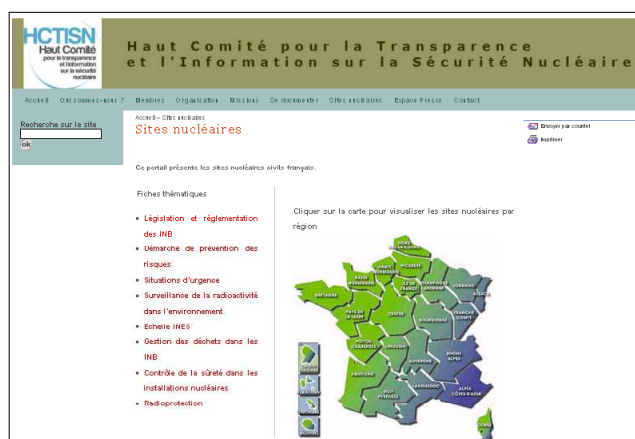 HCTISN
Haut Comité
pour la transparence
et l'information
sur la sécurité
nucléaire
Haut Comité pour la Transparence
et l'Information sur la Sécurité Nucléaire
Accueil Qui sommes-nous ? Membres Organisation Missions Se documenter Sites nucléaires Espace Presse Contact
Recherche sur le site
ok
Accueil > Sites nucléaires
Sites nucléaires
Envoyer par courriel
Imprimer
Ce portail présente les sites nucléaires civils français.
Fiches thématiques
• Législation et réglementation
des INB
• Démarche de prévention des
risques
• Situations d'urgence
• Surveillance de la radioactivité
dans l'environnement
• Echelle INES
• Gestion des déchets dans les
INB
• Contrôle de la sûreté dans les
installations nucléaires
• Radioprotection
Cliquer sur la carte pour visualiser les sites nucléaires par
région
NORD
PAS-DE-CALAIS
HAUTE
NORMANDIE
PICARDIE
BASSE
NORMANDIE
ILE DE
FRANCE
CHAMPAGNE
ARDENNE
LORRAINE
ALSACE
BRETAGNE
PAYS DE
LA LOIRE
CENTRE
BOURGOGNE
FRANCHE
COMTÉ
POITOU
CHARENTES
LIMOUSIN
AUVERGNE
RHÔNE
ALPES
AQUITAINE
MIDI
PYRÉNÉES
LANGUEDOC
ALPES
CÔTE-D'AZUR
CORSE